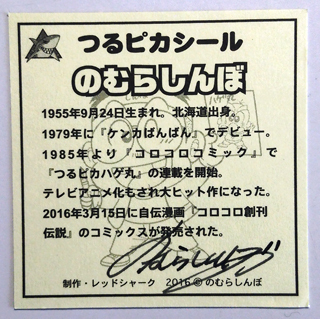 つるピカシール
のむらしんぼ
1955年9月24日生まれ。北海道出身。
1979年に『ケンカばんばん』でデビュー。
1985年より『コロコロコミック』で
『つるピカハゲ丸』の連載を開始。
テレビアニメ化もされ大ヒット作になった。
2016年3月15日に自伝漫画『コロコロ創刊
伝説』のコミックスが発売された。
のむらしんぼ
制作・レッドシャーク 2016©のむらしんぼ